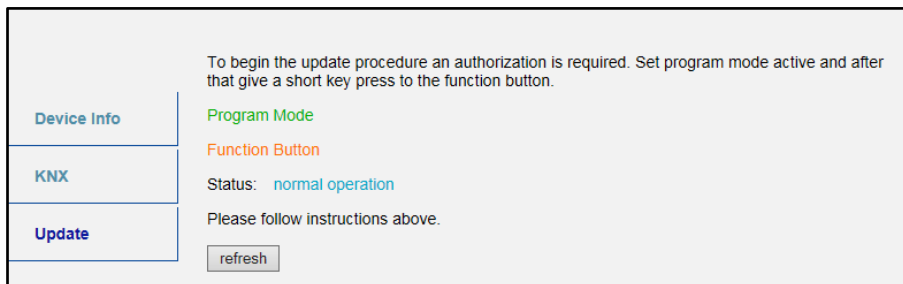 To begin the update procedure an authorization is required. Set program mode active and after
that give a short key press to the function button.
Device Info
Program Mode
Function Button
KNX
Status: normal operation
Please follow instructions above.
Update
refresh